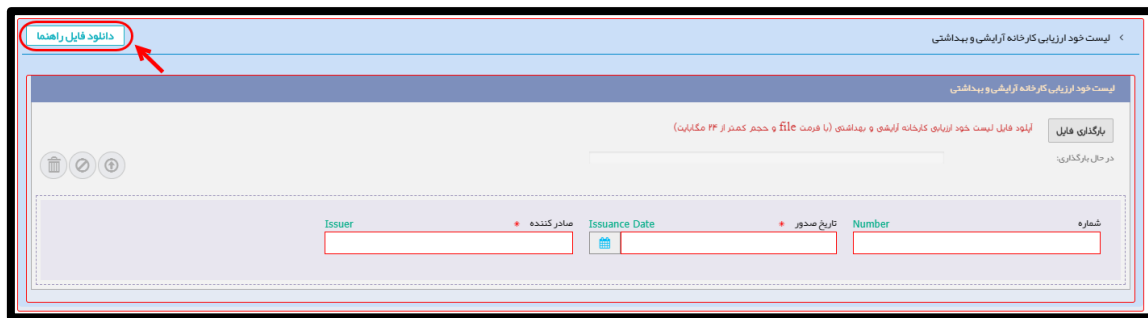 لیست خود ارزیابی کارخانه آرایشی و بهداشتی
دانلود فایل راهنما
لیست خود ارزیابی کارخانه آرایشی و بهداشتی
بارگذاری فایل
آپلود فایل لیست خود ارزیابی کارخانه آرایشی و بهداشتی (با فرمت file و حجم کمتر از ۲۴ مگابایت)
در حال بارگذاری:
شماره Number
تاریخ صدور * Issuance Date
صادر کننده * Issuer